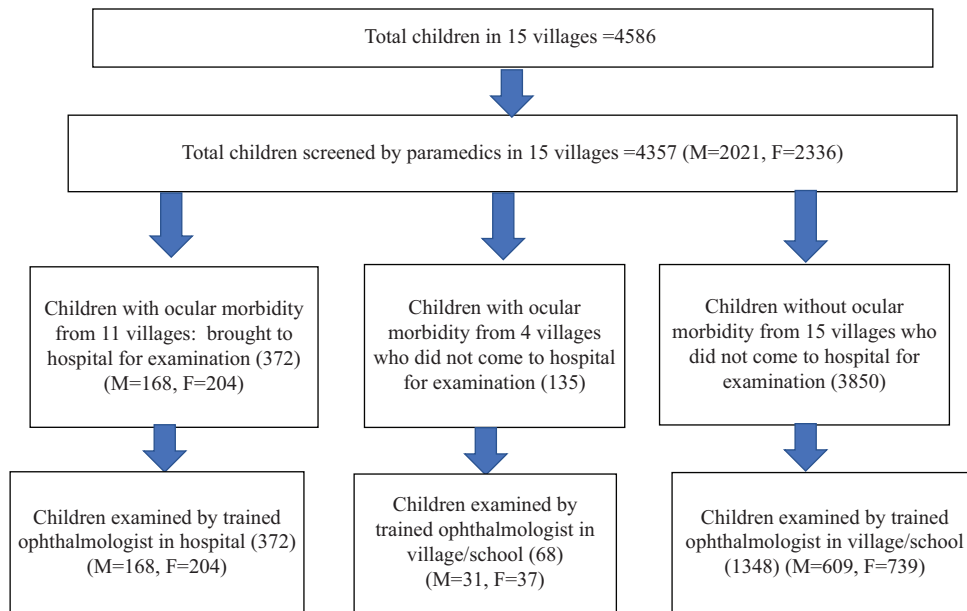 Total children in 15 villages =4586
Total children screened by paramedics in 15 villages =4357 (M=2021, F=2336)
Children with ocular morbidity
from 11 villages: brought to
hospital for examination (372)
(M=168, F=204)
Children with ocular
morbidity from 4 villages
who did not come to hospital
for examination (135)
Children without ocular
morbidity from 15 villages who
did not come to hospital for
examination (3850)
Children examined by trained
ophthalmologist in hospital (372)
(M=168, F=204)
Children examined by
trained ophthalmologist in
village/school (68)
(M=31, F=37)
Children examined by trained
ophthalmologist in village/school
(1348) (M=609, F=739)